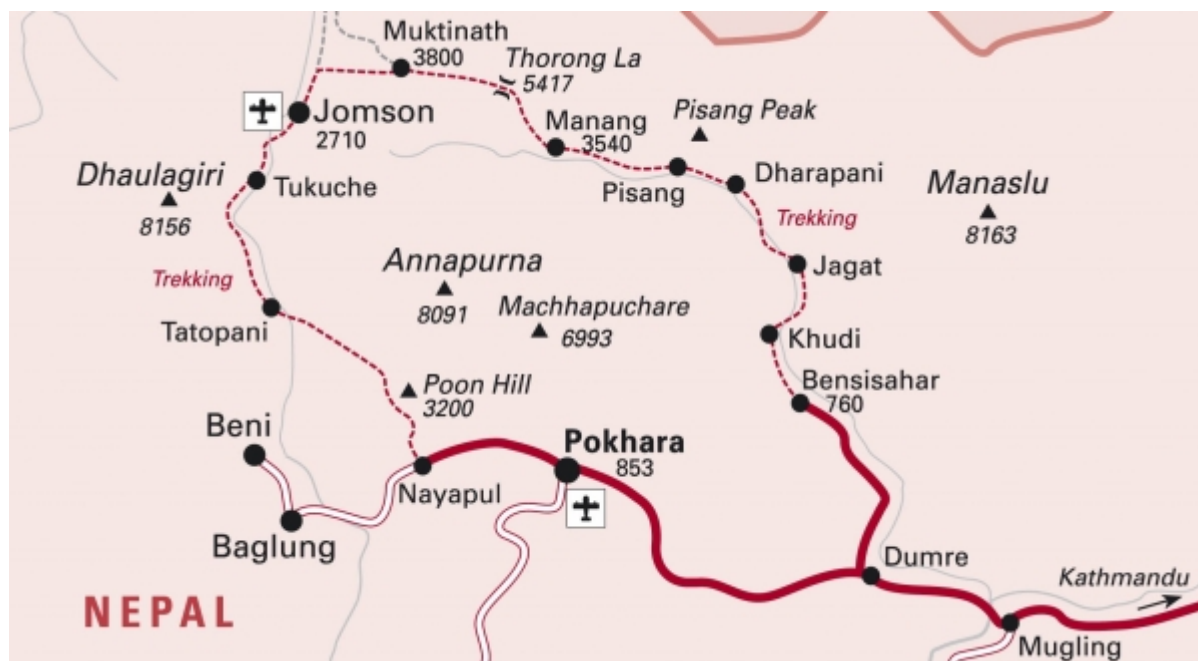 Muktinath
3800
Thorong La
5417
Jomson
2710
Manang
3540
Pisang Peak
Dhaulagiri
8156
Tukuche
Pisang
Dharapani
Manaslu
8163
Trekking
Trekking
Annapurna
8091
Machhapuchare
6993
Jagat
Tatopani
Khudi
Poon Hill
3200
Bensisahar
760
Beni
Pokhara
853
Nayapul
Baglung
Dumre
Kathmandu
NEPAL
Mugling